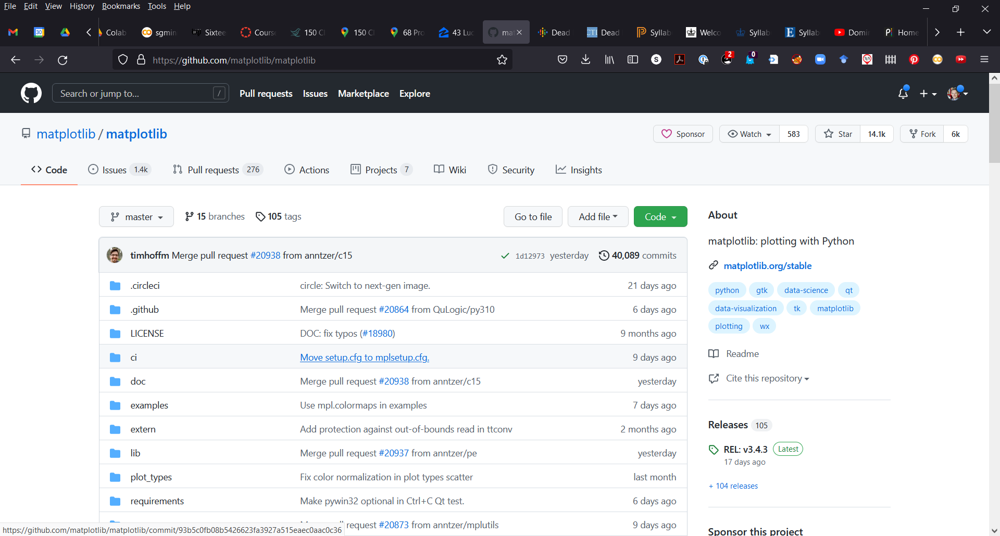 File Edit View History Bookmarks Tools Help
30 Colab sgmin Sixtee Course 150 Cl 150 Cl 68 Pro 43 Luc mat Dead CTL Dead Syllab Welco Syllab E Syllab Domin Home
https://github.com/matplotlib/matplotlib S 2 0
Search or jump to... / Pull requests Issues Marketplace Explore
matplotlib / matplotlib Sponsor Watch 583 Star 14.1k Fork 6k
Code Issues 1.4k Pull requests 276 Actions Projects 7 Wiki Security Insights
master 15 branches 105 tags Go to file Add file Code
timhoffm Merge pull request #20938 from anntzer/c15 1d12973 yesterday 40,089 commits
.circleci circle: Switch to next-gen image. 21 days ago
.github Merge pull request #20864 from QuLogic/py310 6 days ago
LICENSE DOC: fix typos (#18980) 9 months ago
ci Move setup.cfg to mplsetup.cfg. 9 days ago
doc Merge pull request #20938 from anntzer/c15 yesterday
examples Use mpl.colormaps in examples 7 days ago
extern Add protection against out-of-bounds read in ttconv 2 months ago
lib Merge pull request #20937 from anntzer/pe yesterday
plot_types Fix color normalization in plot types scatter last month
requirements Make pywin32 optional in Ctrl+C Qt test. 6 days ago
request #20873 from anntzer/mplutils 9 days ago
https://github.com/matplotlib/matplotlib/commit/93b5c0fb08b5426623fa3927a515eaec0aac0c36
About
matplotlib: plotting with Python
matplotlib.org/stable
python gtk data-science qt
data-visualization tk matplotlib
plotting wx
Readme
Cite this repository
Releases 105
REL: v3.4.3 Latest
17 days ago
+ 104 releases
Sponsor this project